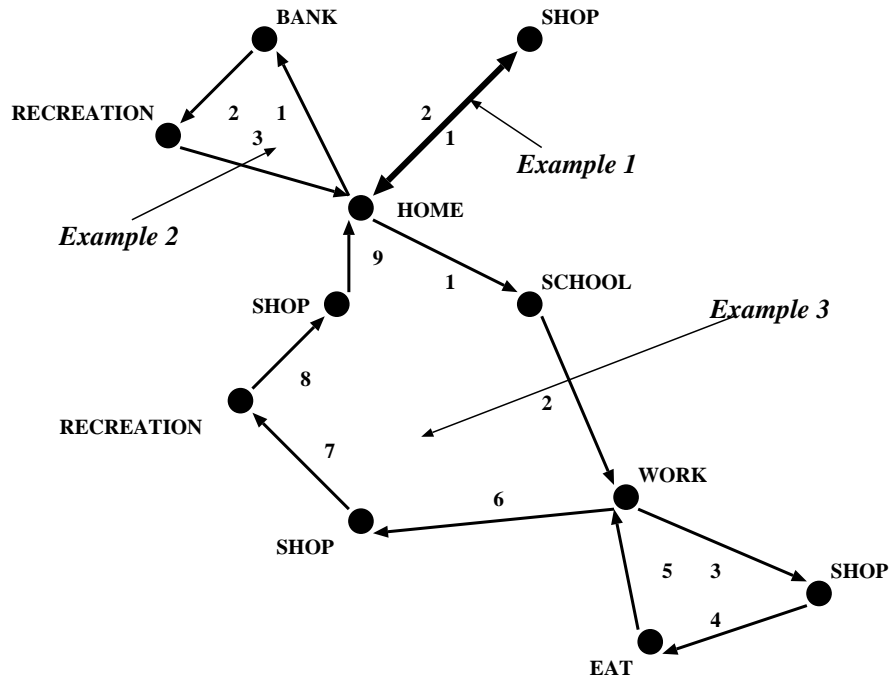 BANK
SHOP
RECREATION
2
1
2
3
1
Example 1
HOME
Example 2
9
1
SCHOOL
SHOP
Example 3
8
2
RECREATION
7
WORK
6
SHOP
5
3
SHOP
4
EAT